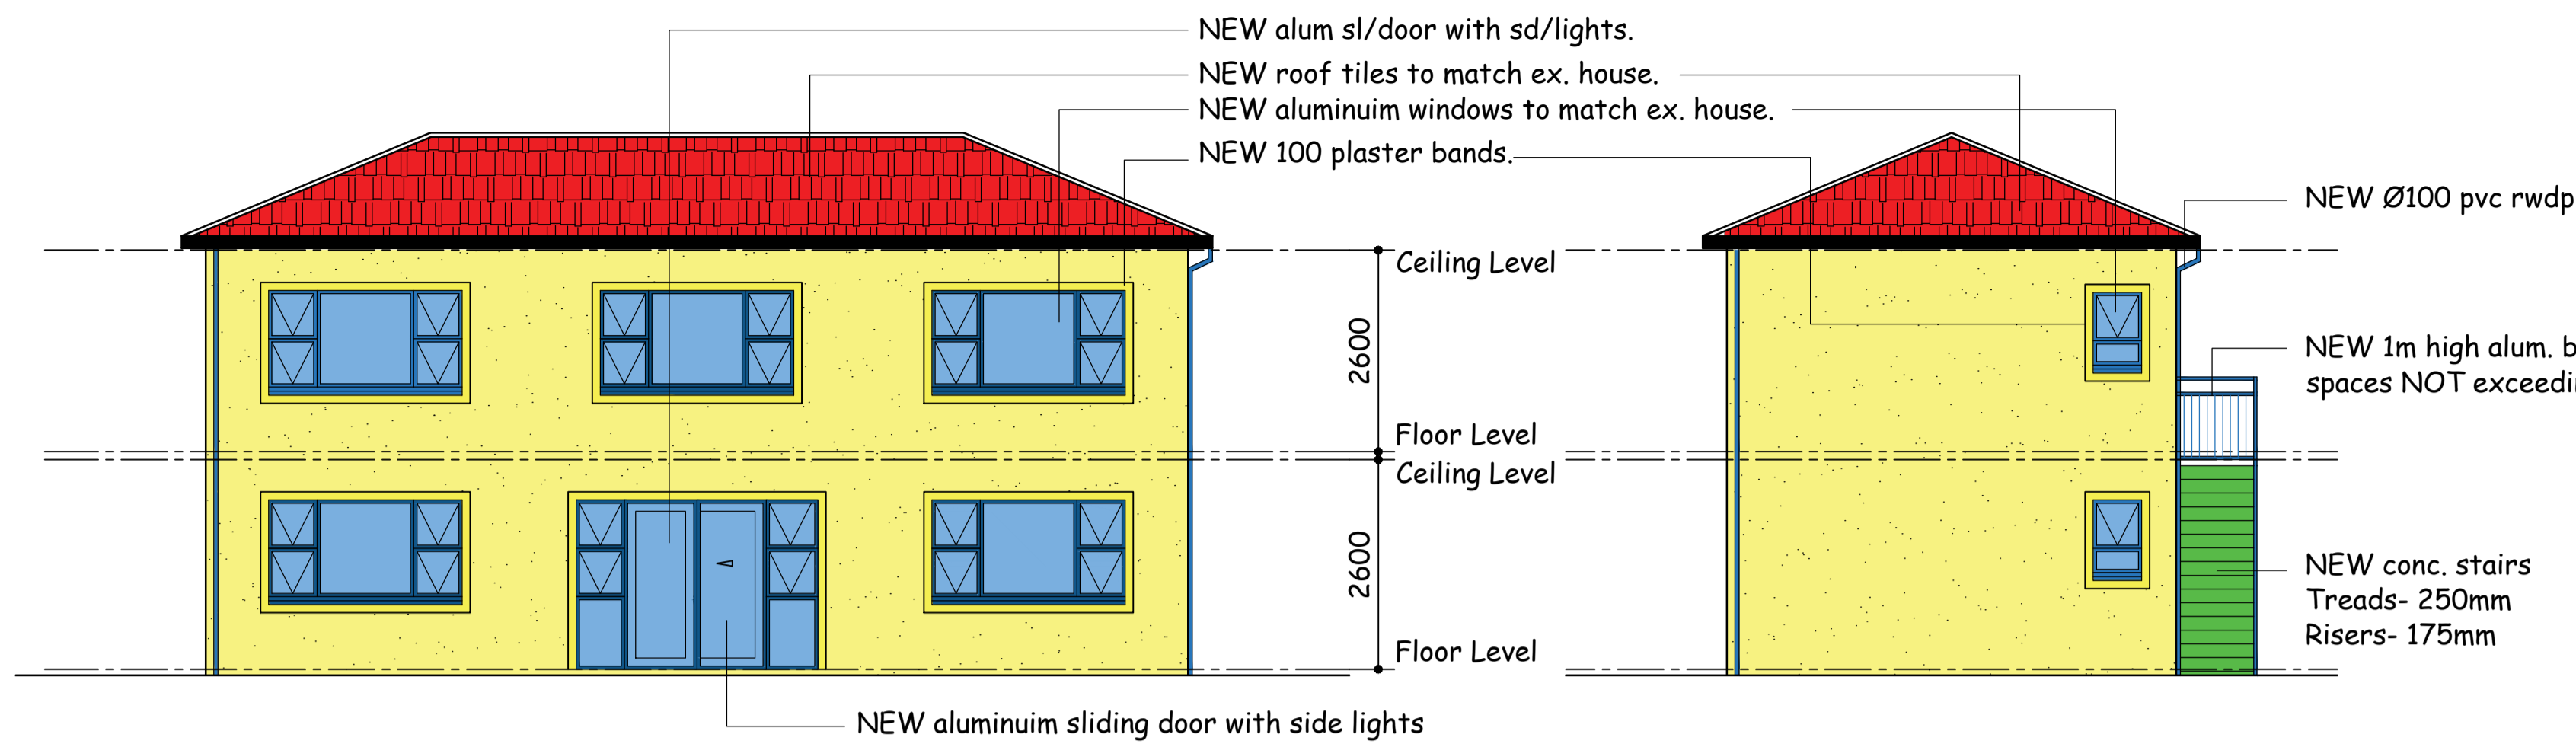 NEW alum sl/door with sd/lights.
NEW roof tiles to match ex. house.
NEW aluminuim windows to match ex. house.
NEW 100 plaster bands.
NEW Ø100 pvc rwdp
Ceiling Level
2600
NEW 1m high alum. b
spaces NOT exceedi
Floor Level
Ceiling Level
2600
NEW conc. stairs
Treads- 250mm
Risers- 175mm
Floor Level
NEW aluminuim sliding door with side lights